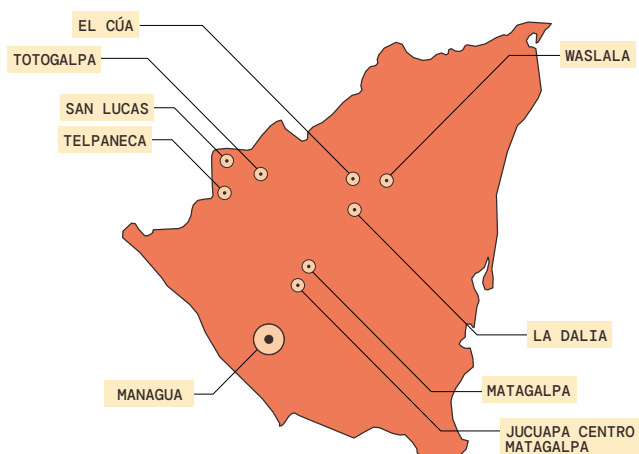 EL CÚA
TOTOGALPA
WASLALA
SAN LUCAS
TELPANECA
LA DALIA
MANAGUA
MATAGALPA
JUCUAPA CENTRO
MATAGALPA